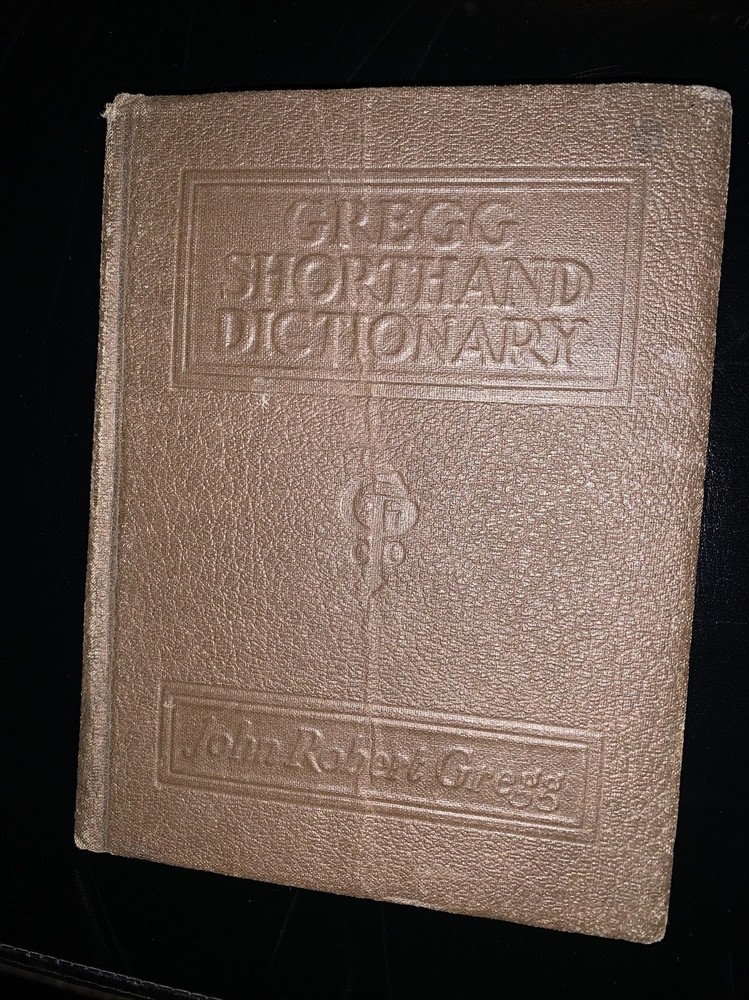 GREGG
SHORTHAND
DICTIONARY
John Robert Gregg